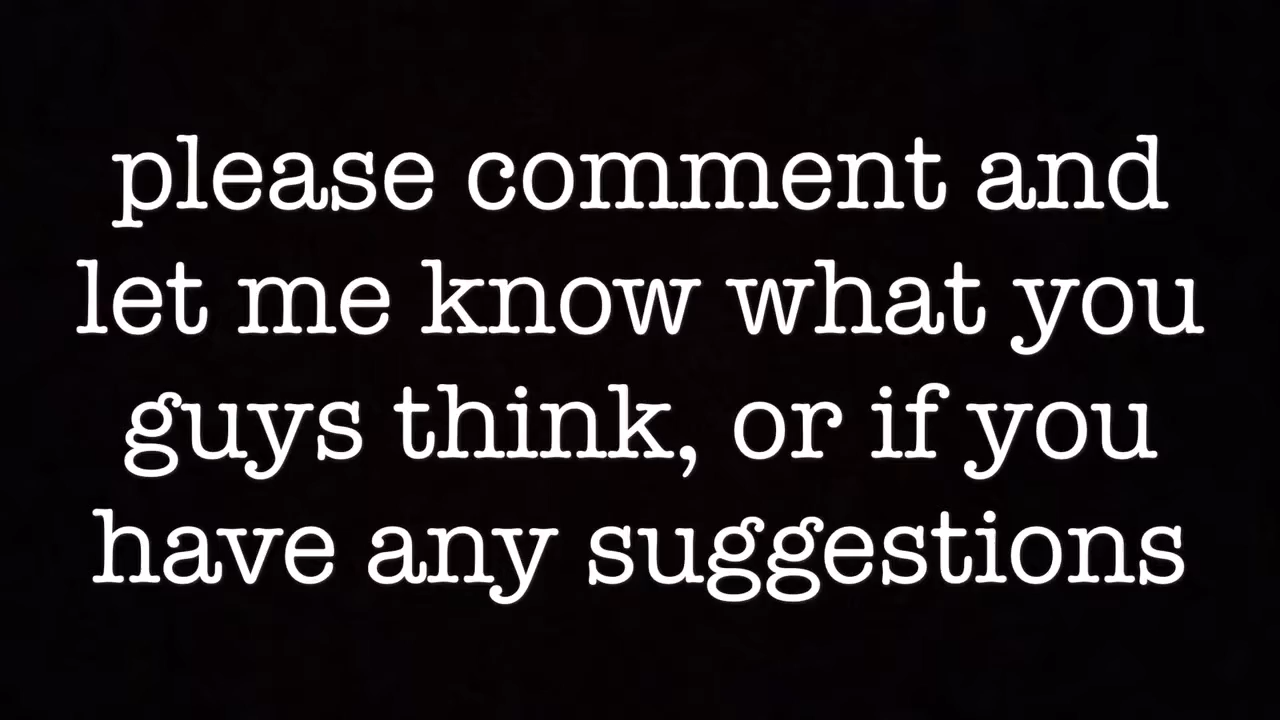 please comment and
let me know what you
guys think, or if you
have any suggestions